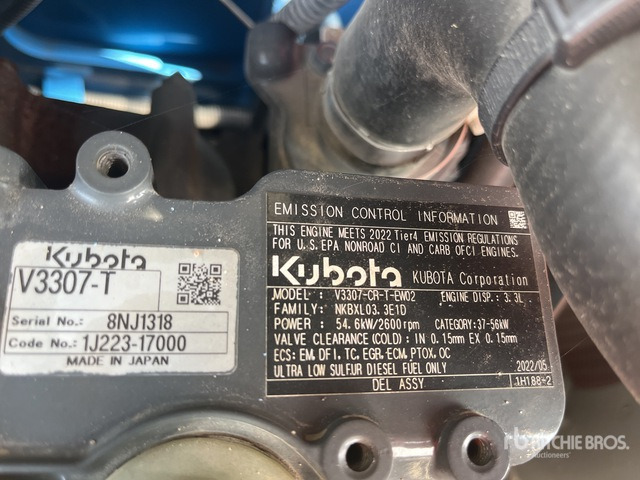 Kubota
V3307-T
Serial No.: 8NJ1318
Code No.: 1J223-17000
MADE IN JAPAN
EMISSION CONTROL INFORMATION
THIS ENGINE MEETS 2022 Tier4 EMISSION REGULATIONS
FOR U.S. EPA NONROAD CI AND CARB OFCI ENGINES.
Kubota KUBOTA Corporation
MODEL : V3307-CR-T-EW02 ENGINE DISP.: 3.3L
FAMILY: NKBXL03.3E1D
POWER : 54.6kW/2600rpm CATEGORY:37-56kW
VALVE CLEARANCE(COLD) : IN 0.15mm EX 0.15mm
ECS: EM, DFI, TC, EGR, ECM, PTOX, OC
ULTRA LOW SULFUR DIESEL FUEL ONLY 2022/05
DEL ASSY 1H188-2
rb RITCHIE BROS.
Auctioneers